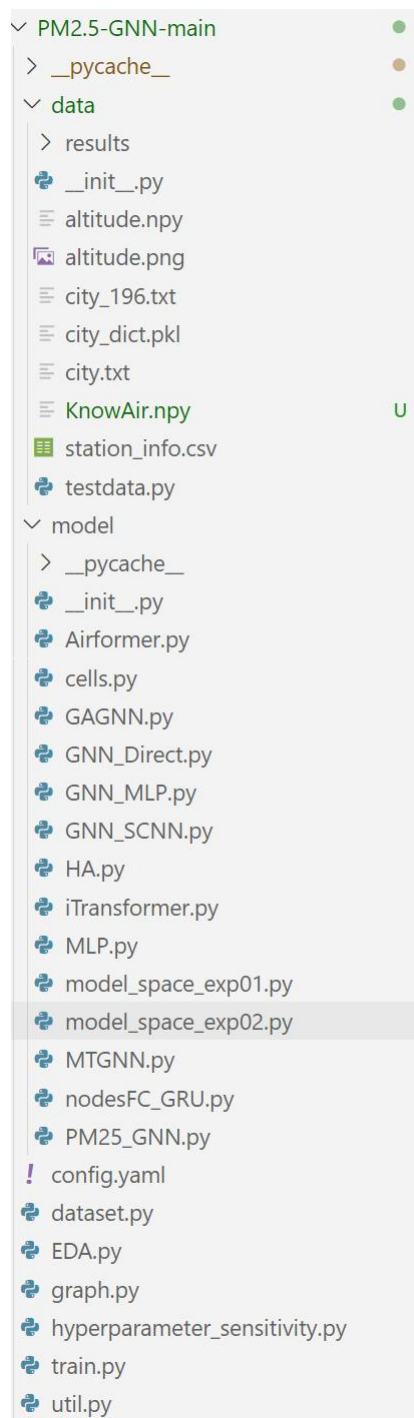 PM2.5-GNN-main
__pycache__
data
results
__init__.py
altitude.npy
altitude.png
city_196.txt
city_dict.pkl
city.txt
KnowAir.npy U
station_info.csv
testdata.py
model
__pycache__
__init__.py
Airformer.py
cells.py
GAGNN.py
GNN_Direct.py
GNN_MLP.py
GNN_SCNN.py
HA.py
iTransformer.py
MLP.py
model_space_exp01.py
model_space_exp02.py
MTGNN.py
nodesFC_GRU.py
PM25_GNN.py
! config.yaml
dataset.py
EDA.py
graph.py
hyperparameter_sensitivity.py
train.py
util.py